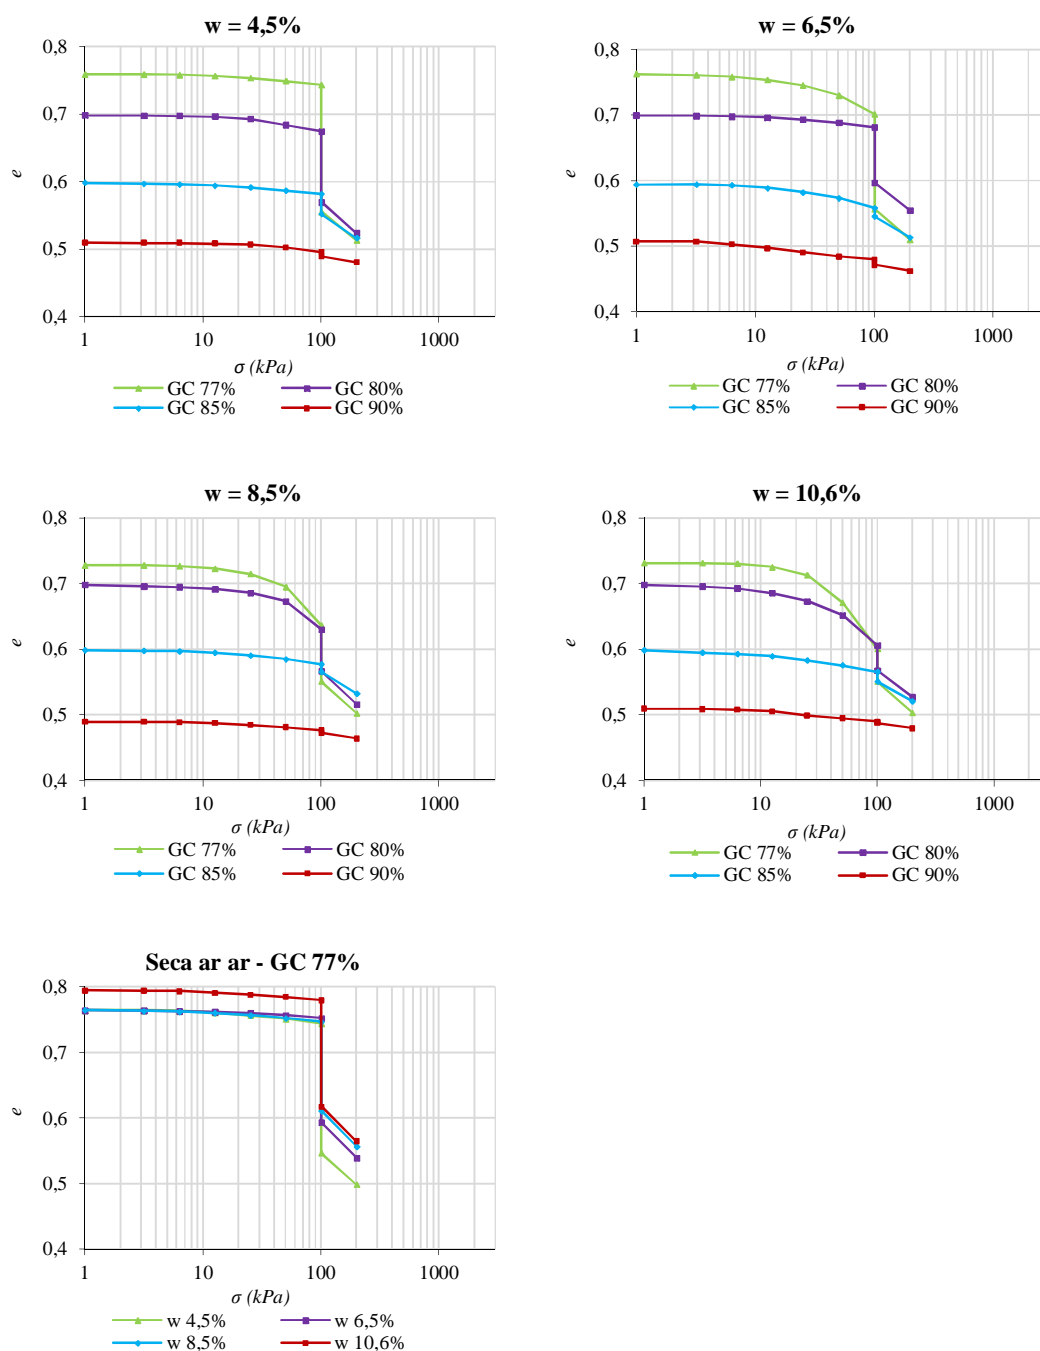 w = 4,5%
0,8
0,7
0,6
0,5
0,4
e
1 10 100 1000
σ (kPa)
GC 77% GC 80%
GC 85% GC 90%
w = 6,5%
0,8
0,7
0,6
0,5
0,4
e
1 10 100 1000
σ (kPa)
GC 77% GC 80%
GC 85% GC 90%
w = 8,5%
0,8
0,7
0,6
0,5
0,4
e
1 10 100 1000
σ (kPa)
GC 77% GC 80%
GC 85% GC 90%
w = 10,6%
0,8
0,7
0,6
0,5
0,4
e
1 10 100 1000
σ (kPa)
GC 77% GC 80%
GC 85% GC 90%
Seca ar ar - GC 77%
0,8
0,7
0,6
0,5
0,4
e
1 10 100 1000
σ (kPa)
w 4,5% w 6,5%
w 8,5% w 10,6%